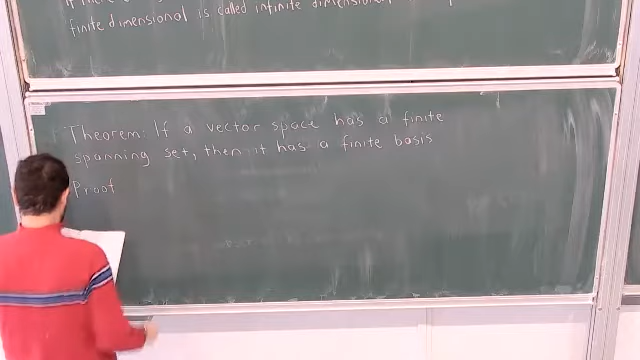 finite dimensional is called infinite dimensional
Theorem: If a vector space has a finite
spanning set, then it has a finite basis
Proof